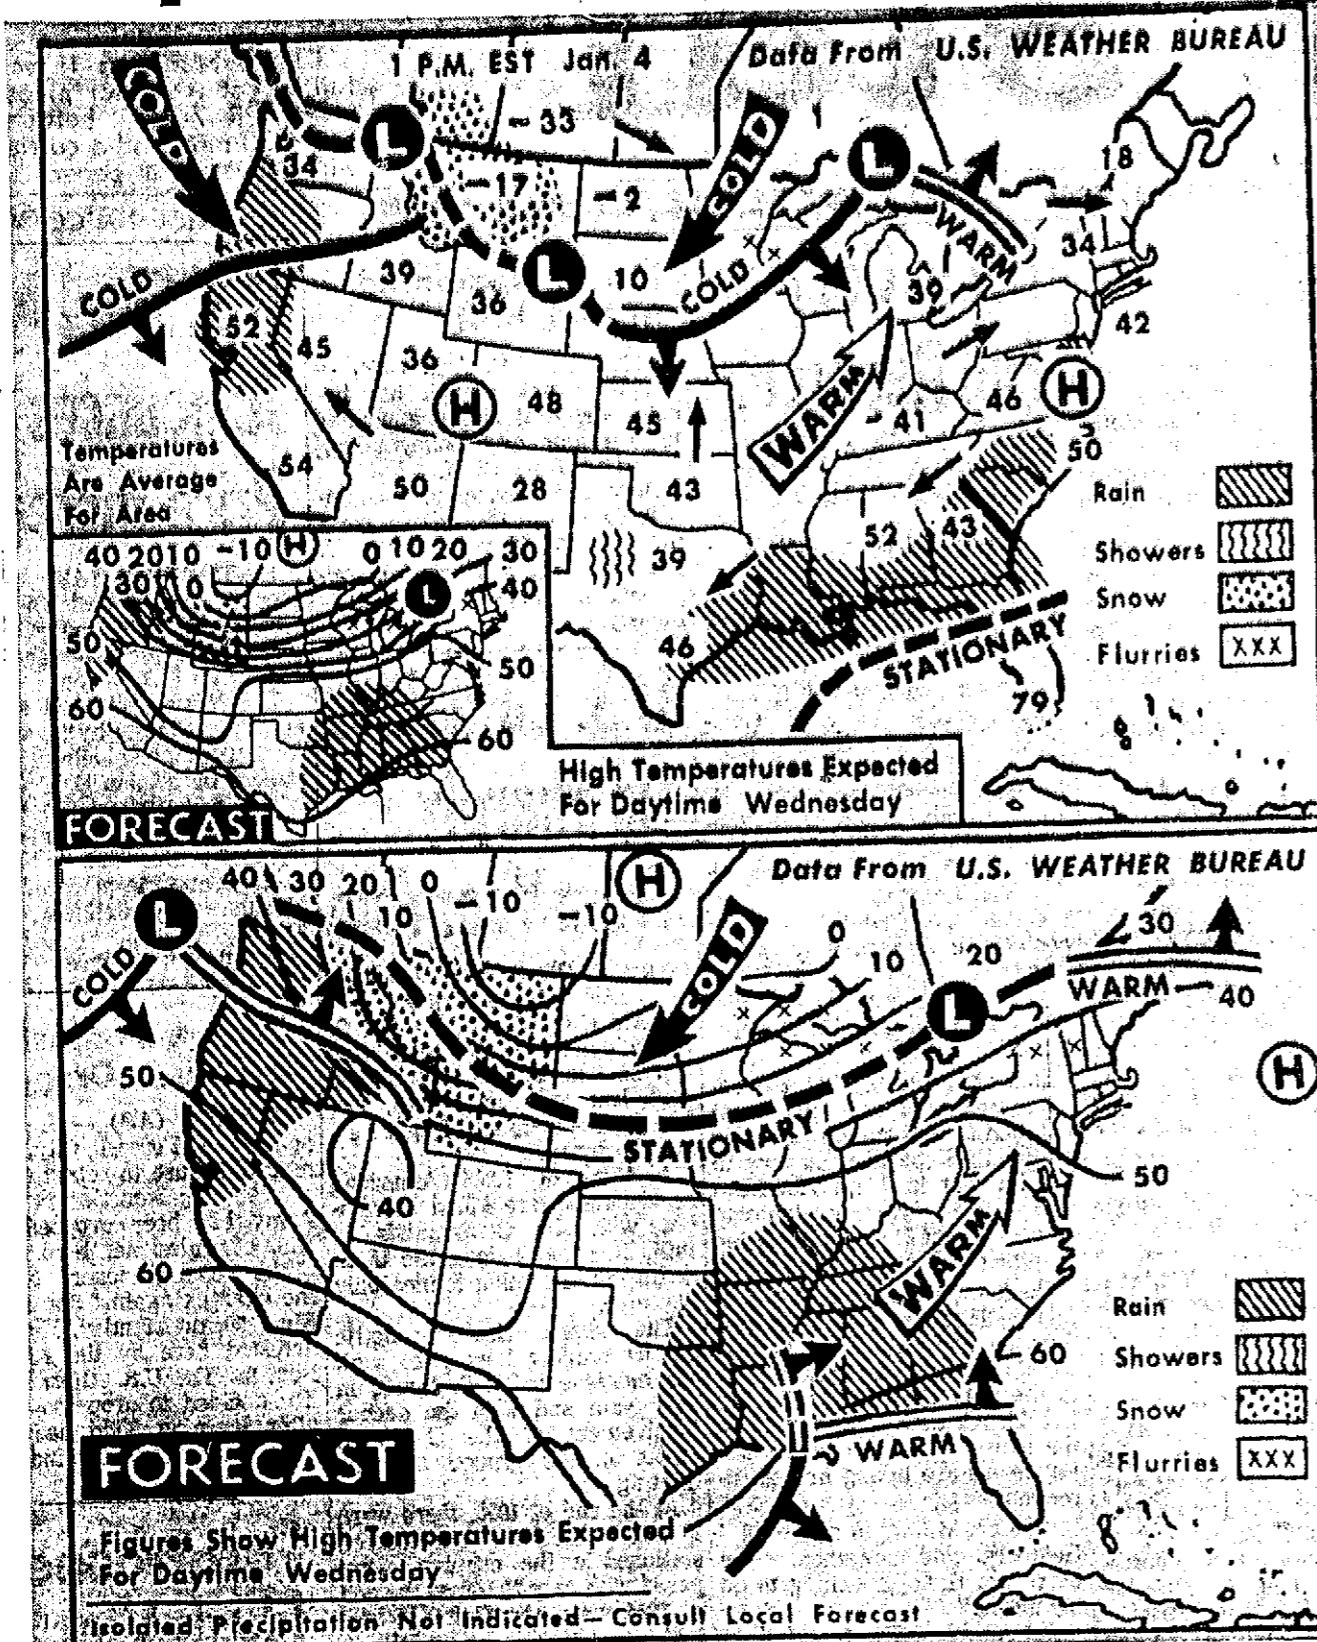 1 P.M. EST Jan. 4
Data From U.S. WEATHER BUREAU
COLD
L
-33
COLD
L
18
34
-17
-2
WARM
34
COLD
39
L
10
COLD
39
36
42
52
45
36
H
48
45
WARM
-41
46
H
50
Temperatures
Are Average
For Area
54
50
28
43
Rain
52
43
Showers
39
Snow
46
STATIONARY
Flurries
XXX
79
40 20 10 -10 H 0 10 20 30
30 0
L
40
50
50
60
60
FORECAST
High Temperatures Expected
For Daytime Wednesday
Data From U.S. WEATHER BUREAU
40 30 20 10 0 -10 -10
H
L
COLD
COLD
0
10
20
30
L
WARM
40
H
50
STATIONARY
50
40
60
WARM
Rain
60
Showers
Snow
WARM
Flurries
XXX
FORECAST
Figures Show High Temperatures Expected
For Daytime Wednesday
Isolated Precipitation Not Indicated—Consult Local Forecast